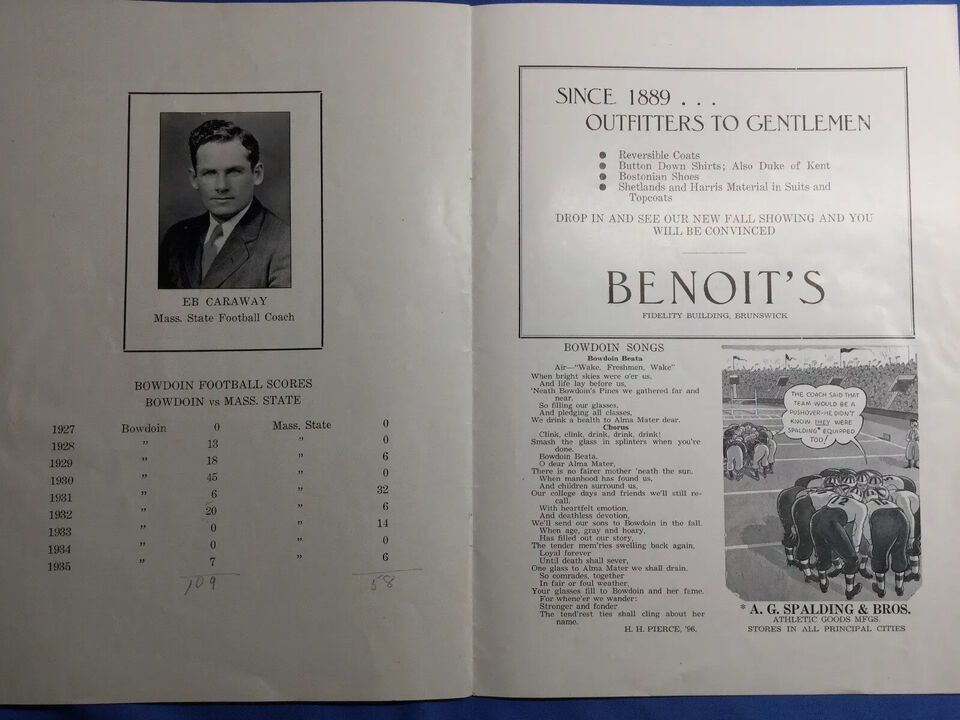 EB CARAWAY
Mass. State Football Coach
BOWDOIN FOOTBALL SCORES
BOWDOIN vs MASS. STATE
1927 Bowdoin 0 Mass. State 0
1928 " 13 " 0
1929 " 18 " 6
1930 " 45 " 0
1931 " 6 " 32
1932 " 20 " 6
1933 " 0 " 14
1934 " 0 " 0
1935 " 7 " 6
109 58
SINCE 1889 . . .
OUTFITTERS TO GENTLEMEN
● Reversible Coats
● Button Down Shirts; Also Duke of Kent
● Bostonian Shoes
● Shetlands and Harris Material in Suits and
Topcoats
DROP IN AND SEE OUR NEW FALL SHOWING AND YOU
WILL BE CONVINCED
BENOIT'S
FIDELITY BUILDING, BRUNSWICK
BOWDOIN SONGS
Bowdoin Beata
Air—"Wake, Freshmen, Wake"
When bright skies were o'er us,
And life lay before us,
'Neath Bowdoin's Pines we gathered far and
near.
So filling our glasses,
And pledging all classes,
We drink a health to Alma Mater dear.
Chorus
Clink, clink, drink, drink, drink!
Smash the glass in splinters when you're
done.
Bowdoin Beata.
O dear Alma Mater,
There is no fairer mother 'neath the sun.
When manhood has found us,
And children surround us,
Our college days and friends we'll still re-
call.
With heartfelt emotion,
And deathless devotion,
We'll send our sons to Bowdoin in the fall.
When age, gray and hoary,
Has filled out our story,
The tender mem'ries swelling back again,
Loyal forever
Until death shall sever,
One glass to Alma Mater we shall drain.
So comrades, together
In fair or foul weather,
Your glasses fill to Bowdoin and her fame.
For whene'er we wander:
Stronger and fonder
The tend'rest ties shall cling about her
name.
H. H. PIERCE, '96.
THE COACH SAID THAT
TEAM WOULD BE A
PUSHOVER-HE DIDN'T
KNOW THEY WERE
SPALDING* EQUIPPED
TOO!
* A. G. SPALDING & BROS.
ATHLETIC GOODS MFGS.
STORES IN ALL PRINCIPAL CITIES